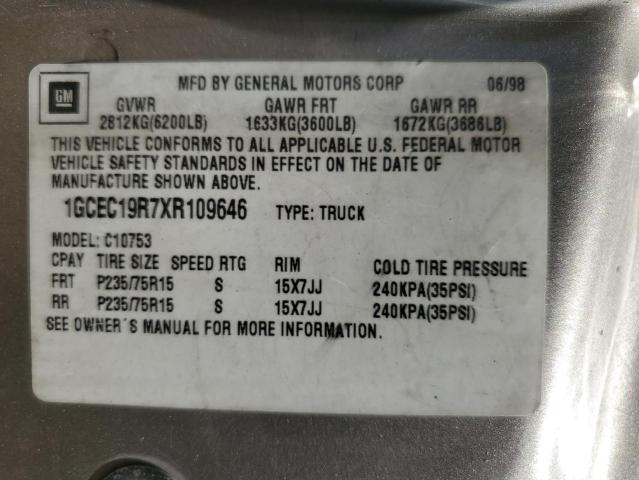 GM
MFD BY GENERAL MOTORS CORP 06/98
GVWR GAWR FRT GAWR RR
2812KG(6200LB) 1633KG(3600LB) 1672KG(3686LB)
THIS VEHICLE CONFORMS TO ALL APPLICABLE U.S. FEDERAL MOTOR
VEHICLE SAFETY STANDARDS IN EFFECT ON THE DATE OF
MANUFACTURE SHOWN ABOVE.
1GCEC19R7XR109646 TYPE: TRUCK
MODEL: C10753
CPAY TIRE SIZE SPEED RTG RIM COLD TIRE PRESSURE
FRT P235/75R15 S 15X7JJ 240KPA(35PSI)
RR P235/75R15 S 15X7JJ 240KPA(35PSI)
SEE OWNER'S MANUAL FOR MORE INFORMATION.